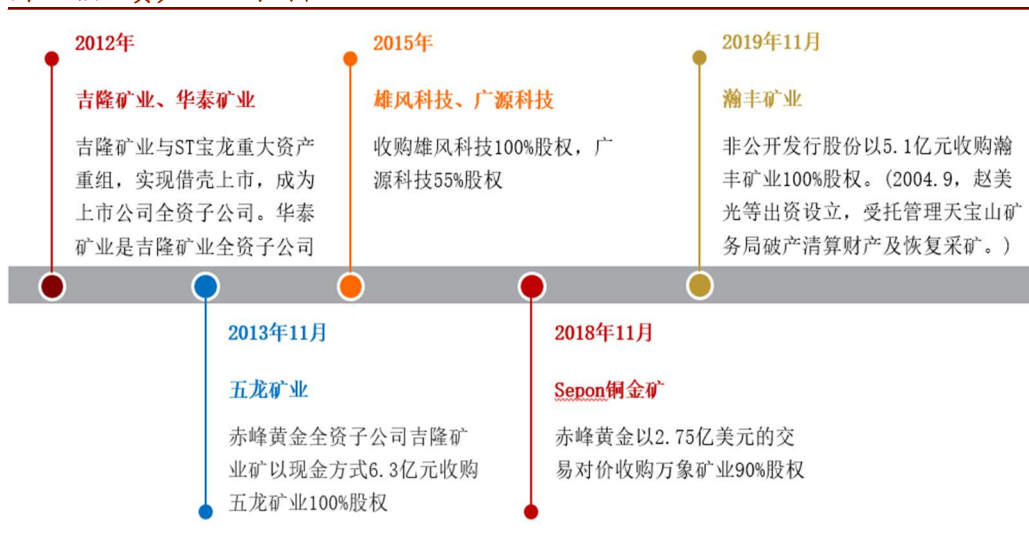 2012年
吉隆矿业、华泰矿业
吉隆矿业与ST宝龙重大资产
重组，实现借壳上市，成为
上市公司全资子公司。华泰
矿业是吉隆矿业全资子公司
2015年
雄风科技、广源科技
收购雄风科技100%股权，广
源科技55%股权
2019年11月
瀚丰矿业
非公开发行股份以5.1亿元收购瀚
丰矿业100%股权。(2004.9，赵美
光等出资设立，受托管理天宝山矿
务局破产清算财产及恢复采矿。)
2013年11月
五龙矿业
赤峰黄金全资子公司吉隆矿
业矿以现金方式6.3亿元收购
五龙矿业100%股权
2018年11月
Sepon铜金矿
赤峰黄金以2.75亿美元的交
易对价收购万象矿业90%股权